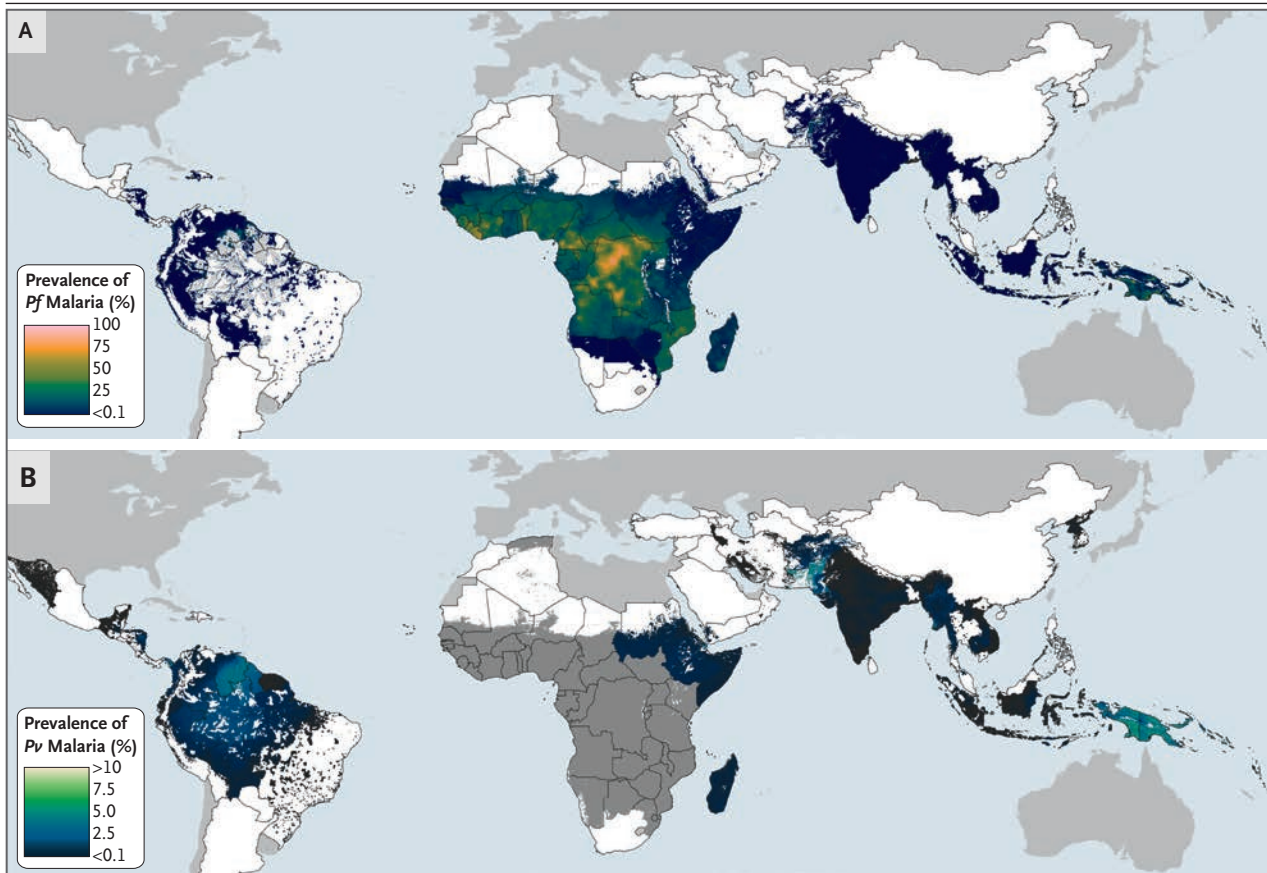 A
Prevalence of
Pf Malaria (%)
100
75
50
25
<0.1
B
Prevalence of
Pv Malaria (%)
>10
7.5
5.0
2.5
<0.1